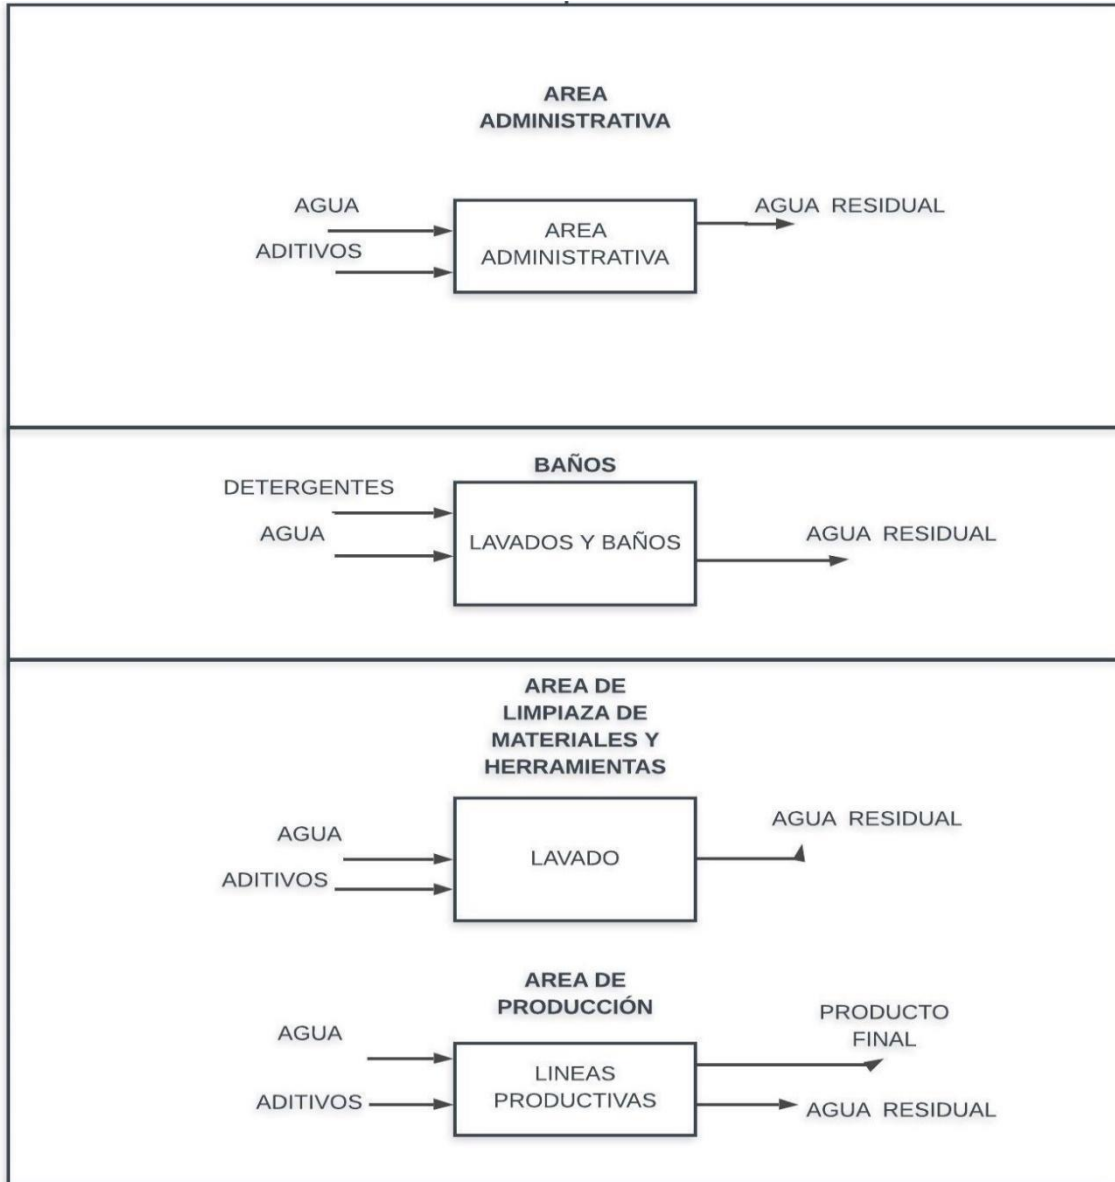 AREA
ADMINISTRATIVA
AGUA
ADITIVOS
AREA
ADMINISTRATIVA
AGUA RESIDUAL
BAÑOS
DETERGENTES
AGUA
LAVADOS Y BAÑOS
AGUA RESIDUAL
AREA DE
LIMPIAZA DE
MATERIALES Y
HERRAMIENTAS
AGUA
ADITIVOS
LAVADO
AGUA RESIDUAL
AREA DE
PRODUCCIÓN
AGUA
ADITIVOS
LINEAS
PRODUCTIVAS
PRODUCTO
FINAL
AGUA RESIDUAL